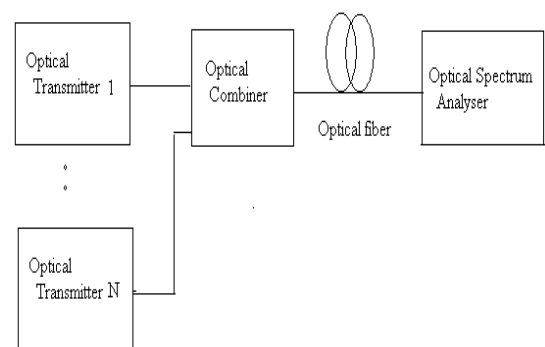 Optical
Transmitter 1
Optical
Combiner
Optical fiber
Optical Spectrum
Analyser
Optical
Transmitter N